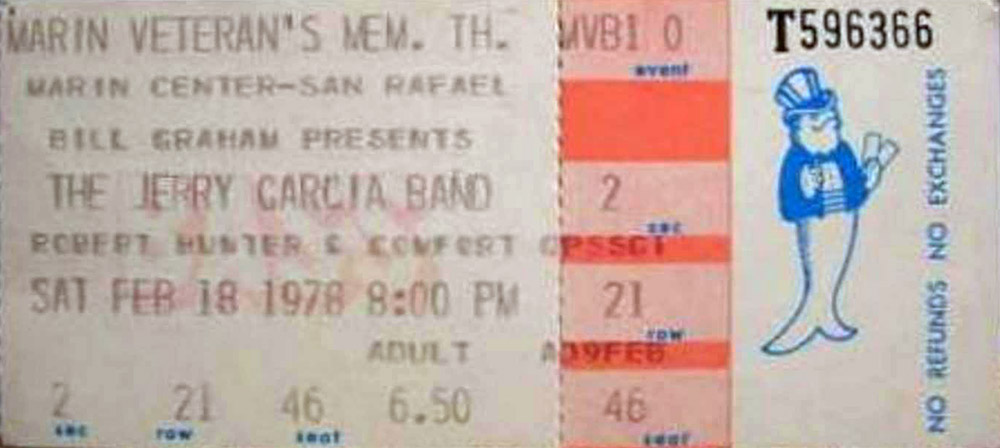 MARIN VETERAN'S MEM. TH. MVB1 0
event
MARIN CENTER-SAN RAFAEL
BILL GRAHAM PRESENTS
THE JERRY GARCIA BAND 2
sec
ROBERT HUNTER & COMFORT
SAT FEB 18 1978 8:00 PM 21
row
ADULT A09FEB
2 21 46 6.50 46
sec row seat seat
T596366
NO REFUNDS NO EXCHANGES